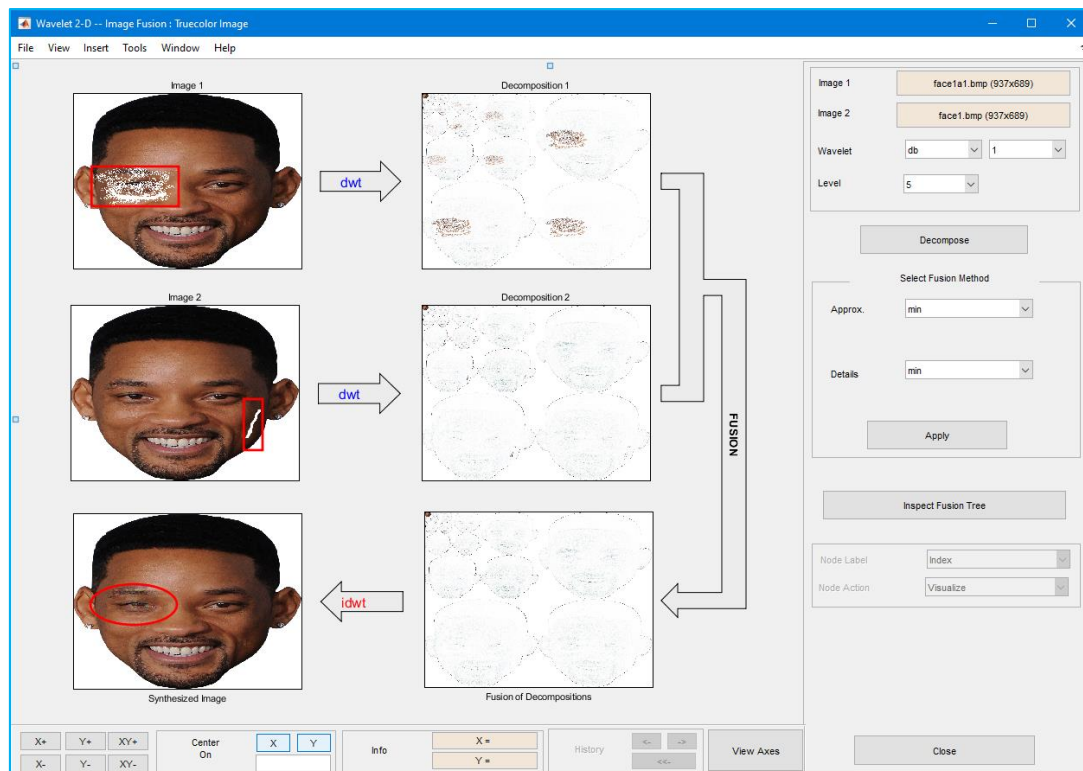 Wavelet 2-D -- Image Fusion : Truecolor Image
File View Insert Tools Window Help
Image 1
Decomposition 1
dwt
Image 2
Decomposition 2
dwt
FUSION
idwt
Synthesized Image
Fusion of Decompositions
Image 1 face1a1.bmp (937x689)
Image 2 face1.bmp (937x689)
Wavelet db 1
Level 5
Decompose
Select Fusion Method
Approx. min
Details min
Apply
Inspect Fusion Tree
Node Label Index
Node Action Visualize
X+ Y+ XY+
X- Y- XY-
Center
On
X Y
Info
X =
Y =
History
<- ->
<<-
View Axes
Close